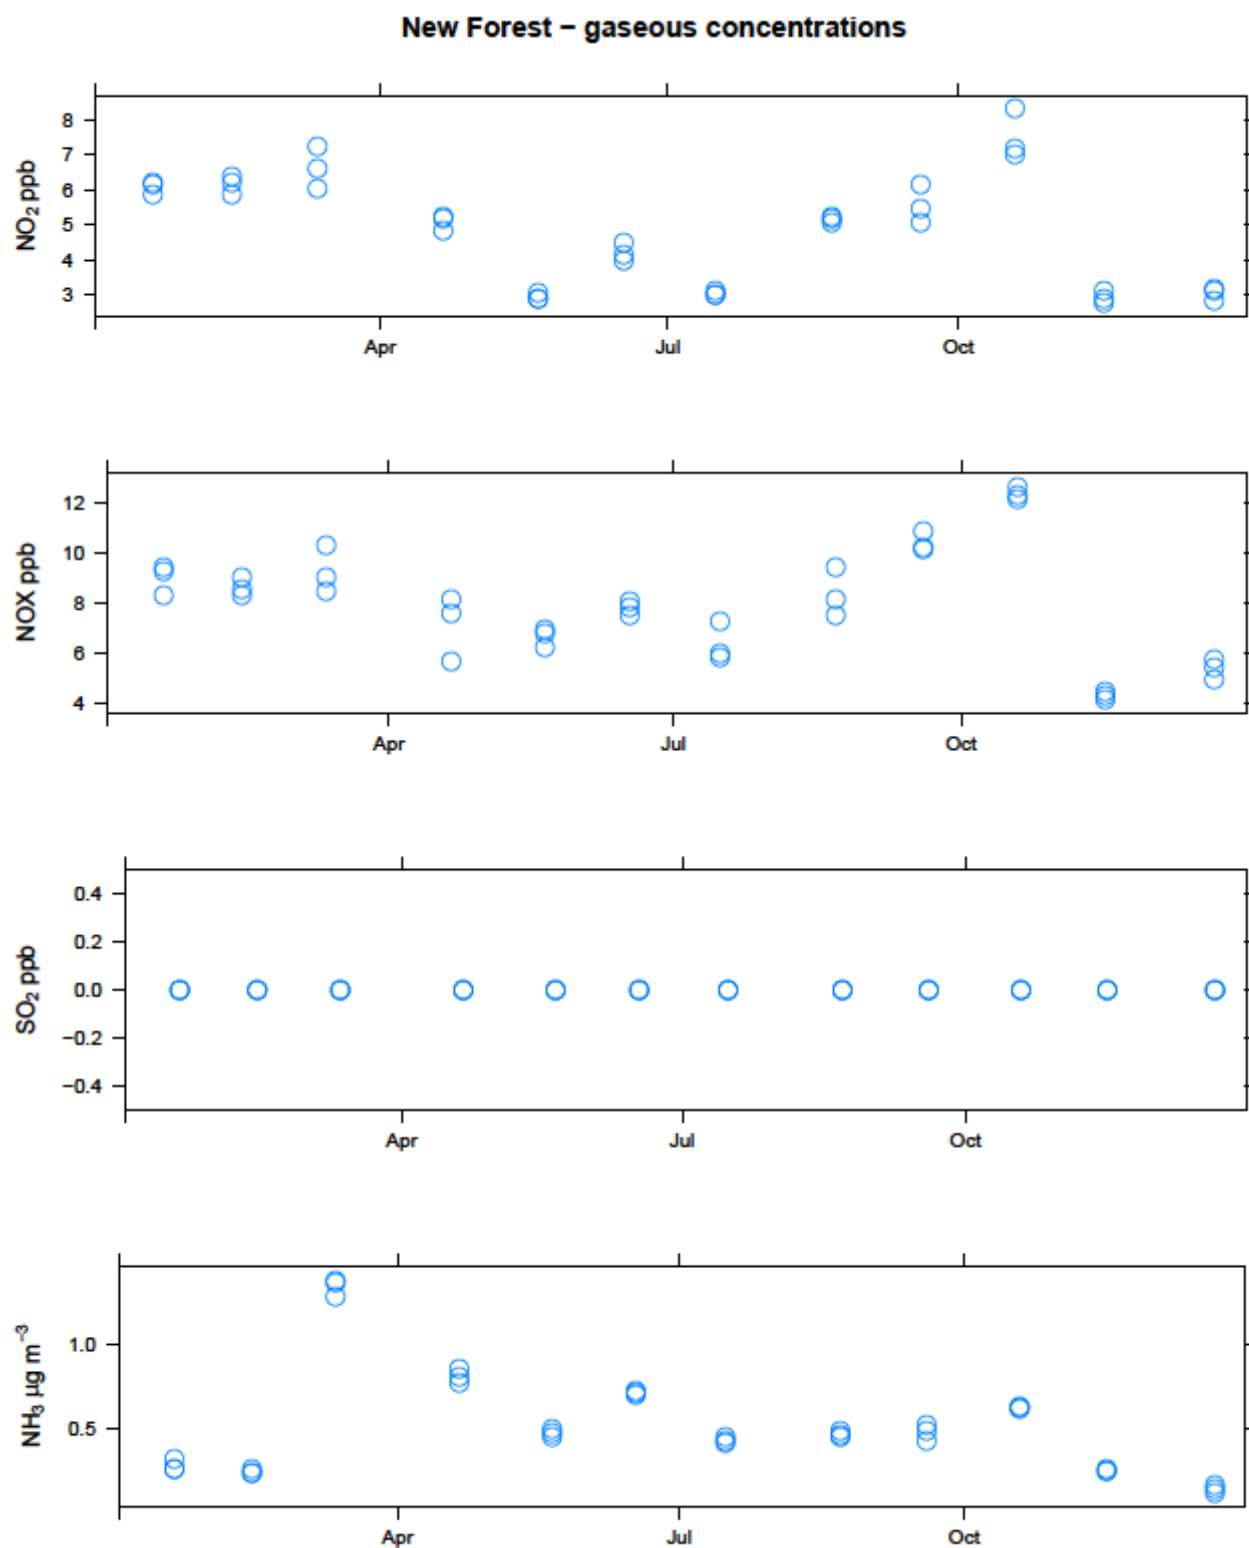 New Forest − gaseous concentrations
NO₂ ppb
8
7
6
5
4
3
Apr Jul Oct
NOX ppb
12
10
8
6
4
Apr Jul Oct
SO₂ ppb
0.4
0.2
0.0
−0.2
−0.4
Apr Jul Oct
NH₃ µg m⁻³
1.0
0.5
Apr Jul Oct